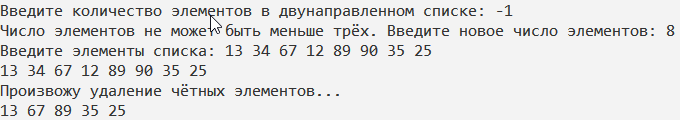 Введите количество элементов в двунаправленном списке: -1
Число элементов не может быть меньше трёх. Введите новое число элементов: 8
Введите элементы списка: 13 34 67 12 89 90 35 25
13 34 67 12 89 90 35 25
Произвожу удаление чётных элементов...
13 67 89 35 25